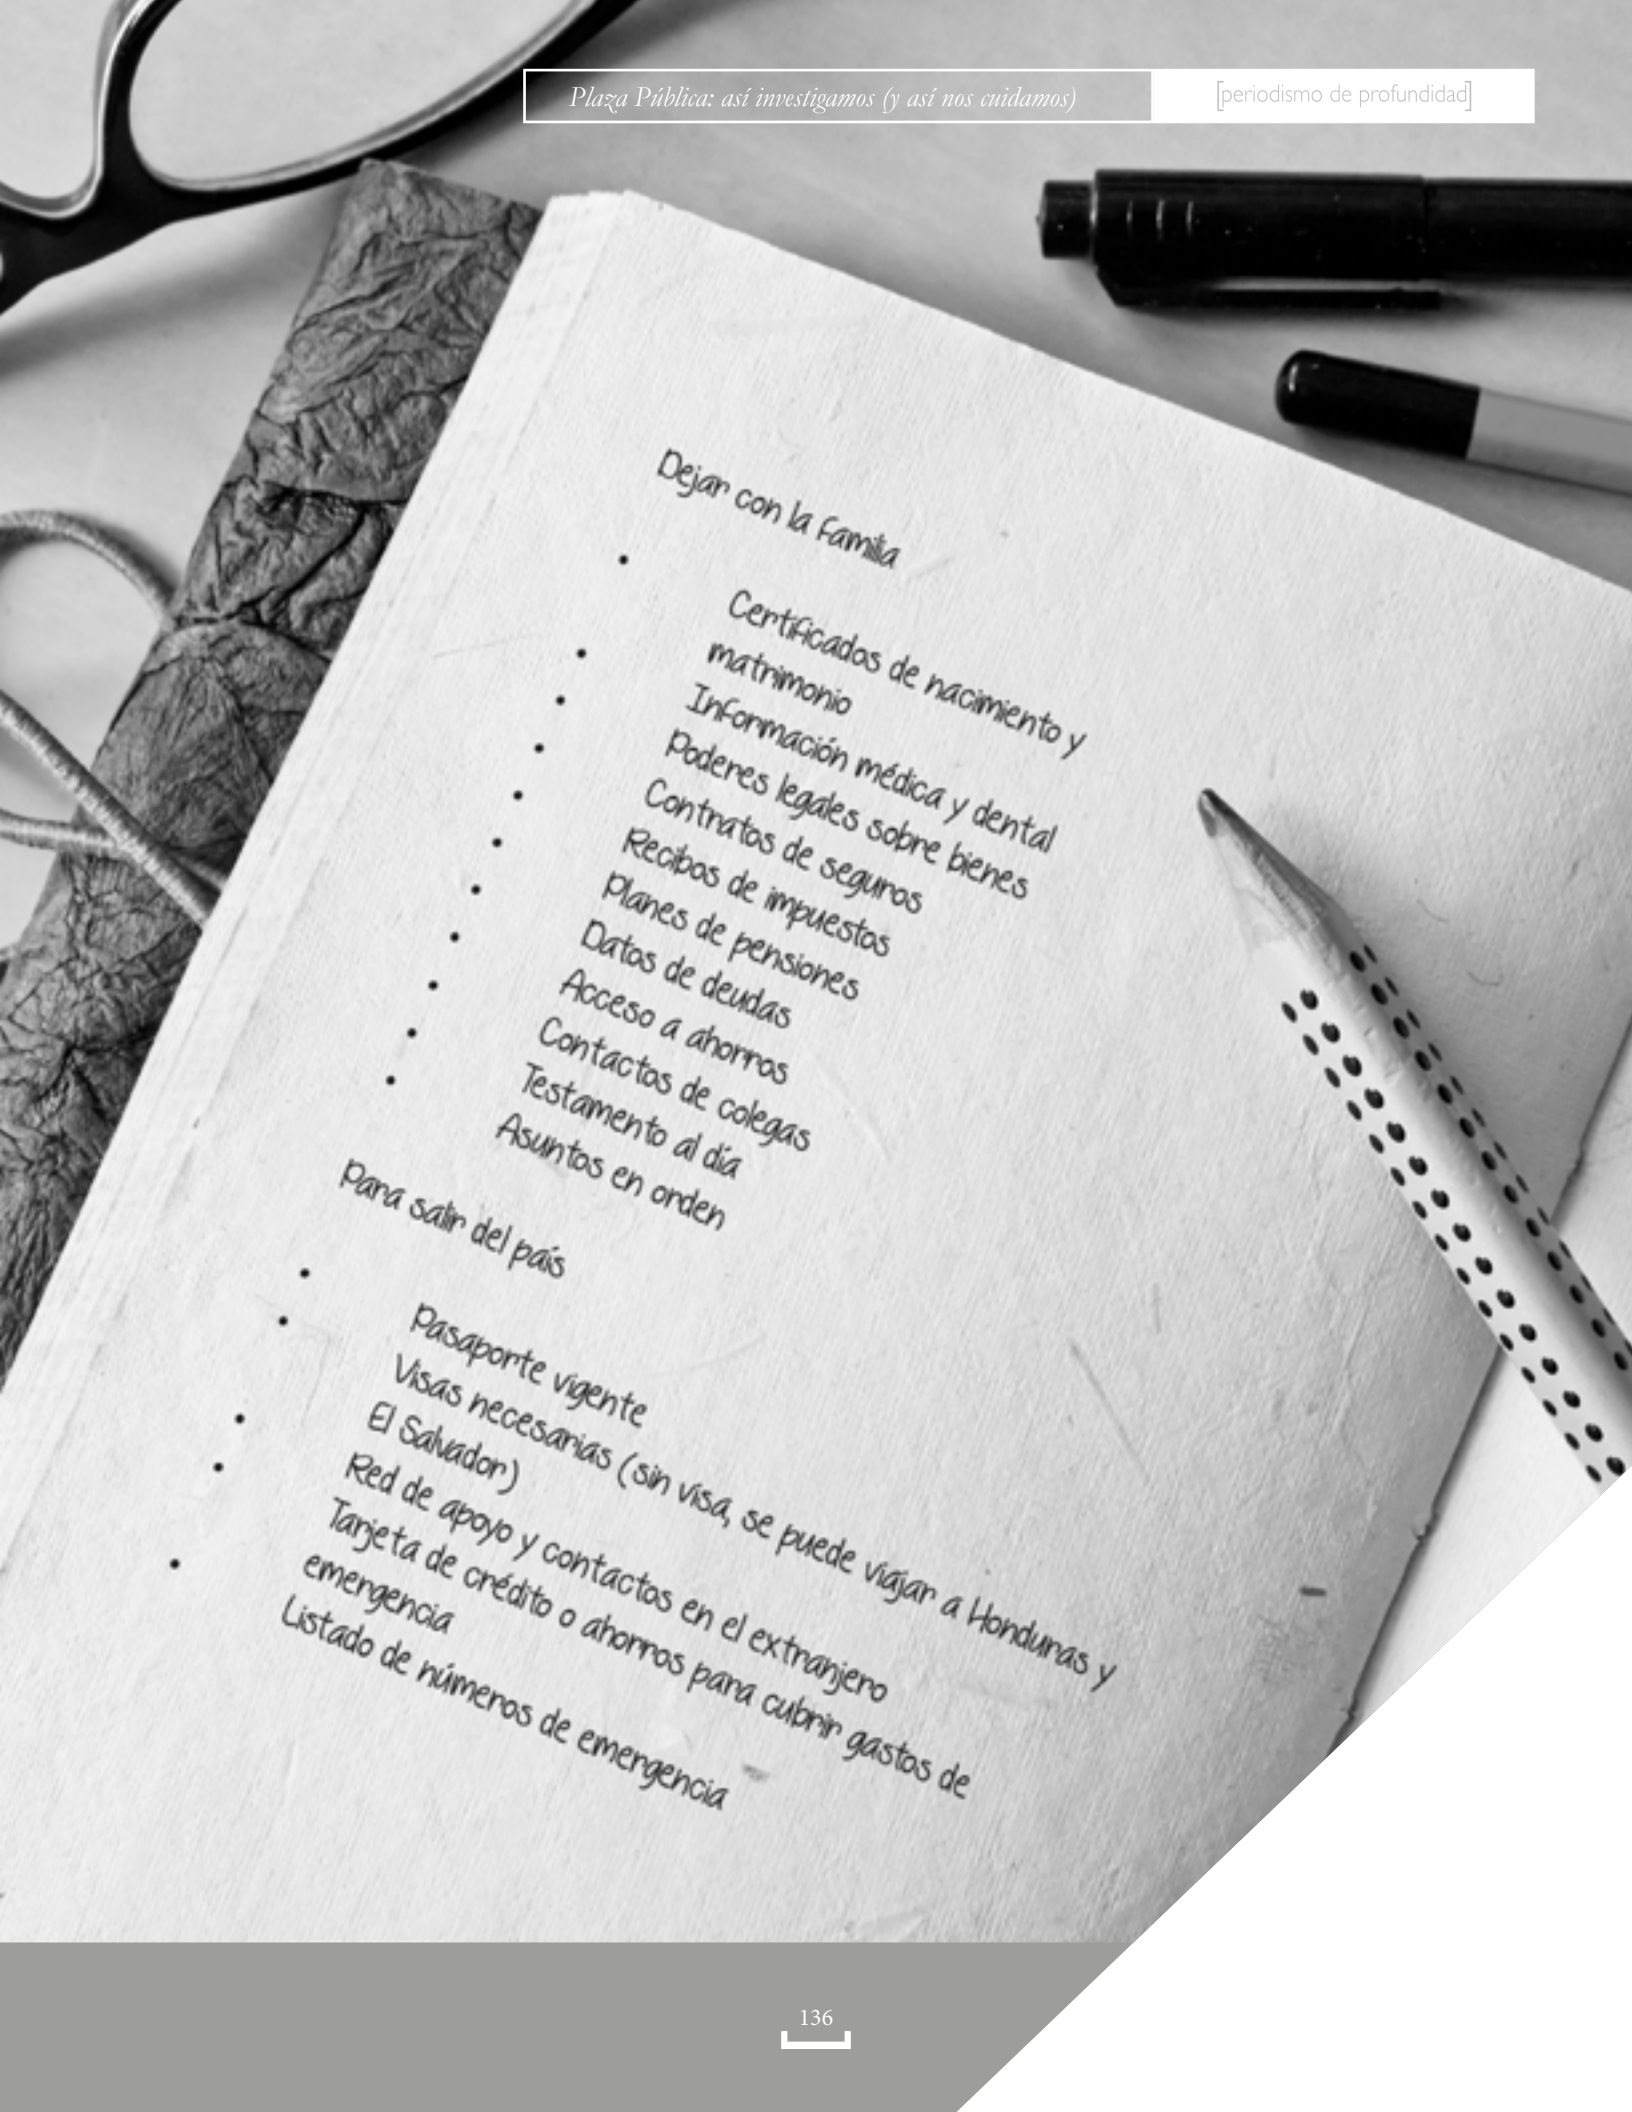 Plaza Pública: así investigamos (y así nos cuidamos)
[periodismo de profundidad]
Dejar con la familia
• Certificados de nacimiento y
matrimonio
• Información médica y dental
• Poderes legales sobre bienes
• Contratos de seguros
• Recibos de impuestos
• Planes de pensiones
• Datos de deudas
• Acceso a ahorros
• Contactos de colegas
• Testamento al día
• Asuntos en orden
Para salir del país
• Pasaporte vigente
• Visas necesarias (sin visa, se puede viajar a Honduras y
El Salvador)
• Red de apoyo y contactos en el extranjero
• Tarjeta de crédito o ahorros para cubrir gastos de
emergencia
• Listado de números de emergencia
136